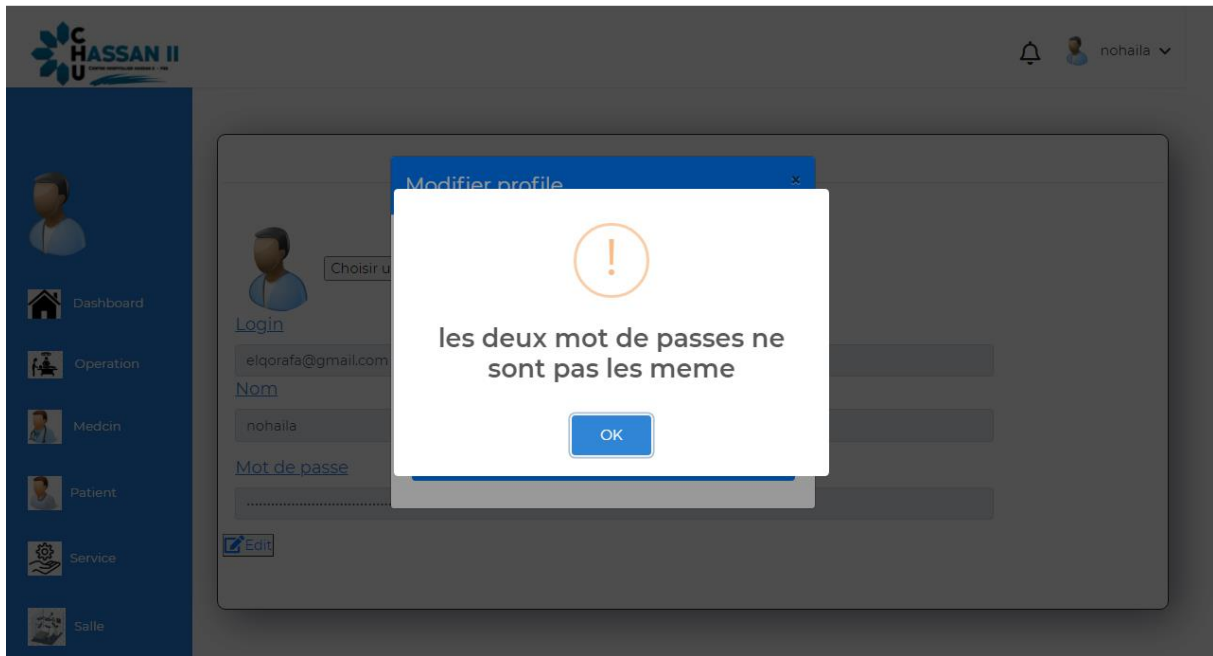 C
HASSAN II
U
nohaila
Modifier profile
×
Choisir u
Login
elqorafa@gmail.com
Nom
nohaila
Mot de passe
Edit
Dashboard
Operation
Medcin
Patient
Service
Salle
!
les deux mot de passes ne
sont pas les meme
OK